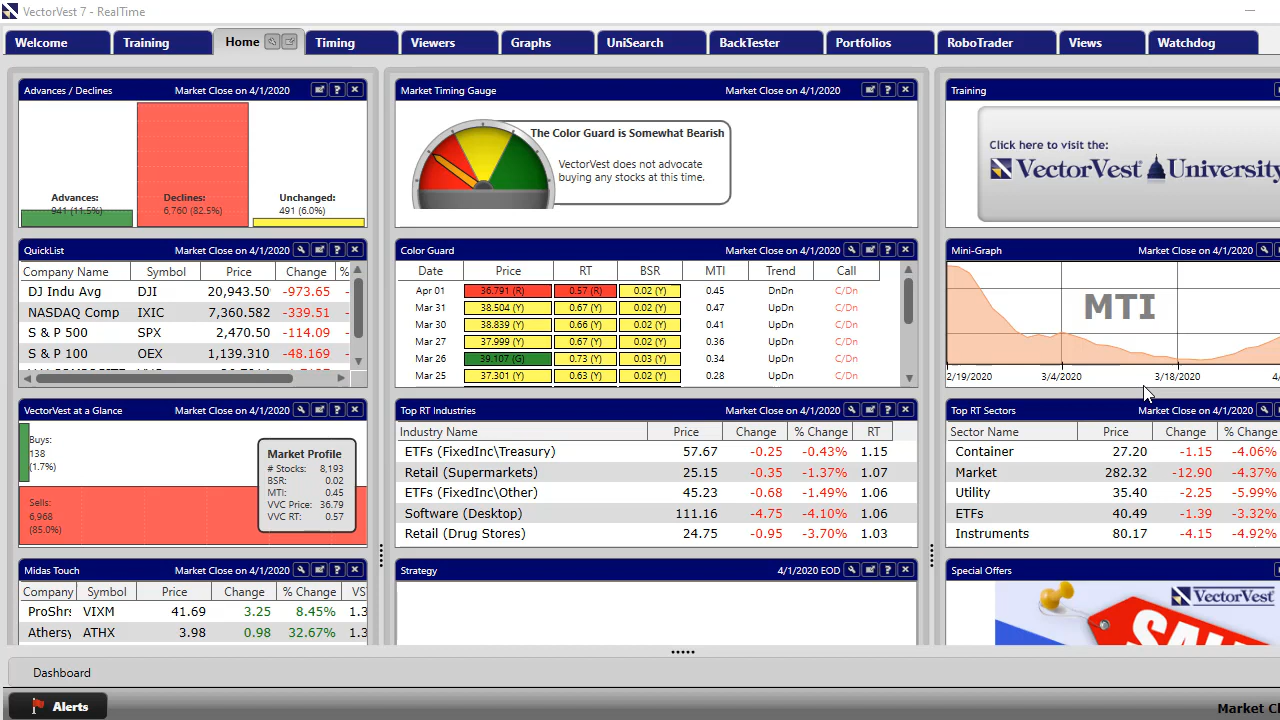 VectorVest 7 - RealTime
Welcome Training Home Timing Viewers Graphs UniSearch BackTester Portfolios RoboTrader Views Watchdog
Advances / Declines Market Close on 4/1/2020
Advances:
941 (11.5%)
Declines:
6,760 (82.5%)
Unchanged:
491 (6.0%)
QuickList Market Close on 4/1/2020
Company Name Symbol Price Change %
DJ Indu Avg DJI 20,943.50 -973.65
NASDAQ Comp IXIC 7,360.582 -339.51
S & P 500 SPX 2,470.50 -114.09
S & P 100 OEX 1,139.310 -48.169
VectorVest at a Glance Market Close on 4/1/2020
Buys:
138
(1.7%)
Sells:
6,968
(85.0%)
Market Profile
# Stocks: 8,193
BSR: 0.02
MTI: 0.45
VVC Price: 36.79
VVC RT: 0.57
Midas Touch Market Close on 4/1/2020
Company Symbol Price Change % Change VS
ProShrs VIXM 41.69 3.25 8.45% 1.3
Athersy ATHX 3.98 0.98 32.67% 1.3
Market Timing Gauge Market Close on 4/1/2020
The Color Guard is Somewhat Bearish
VectorVest does not advocate
buying any stocks at this time.
Color Guard Market Close on 4/1/2020
Date Price RT BSR MTI Trend Call
Apr 01 36.791 (R) 0.57 (R) 0.02 (Y) 0.45 DnDn C/Dn
Mar 31 38.504 (Y) 0.67 (Y) 0.02 (Y) 0.47 UpDn C/Dn
Mar 30 38.839 (Y) 0.66 (Y) 0.02 (Y) 0.41 UpDn C/Dn
Mar 27 37.999 (Y) 0.67 (Y) 0.02 (Y) 0.36 UpDn C/Dn
Mar 26 39.107 (G) 0.73 (Y) 0.03 (Y) 0.34 UpDn C/Dn
Mar 25 37.301 (Y) 0.63 (Y) 0.02 (Y) 0.28 UpDn C/Dn
Top RT Industries Market Close on 4/1/2020
Industry Name Price Change % Change RT
ETFs (FixedInc\Treasury) 57.67 -0.25 -0.43% 1.15
Retail (Supermarkets) 25.15 -0.35 -1.37% 1.07
ETFs (FixedInc\Other) 45.23 -0.68 -1.49% 1.06
Software (Desktop) 111.16 -4.75 -4.10% 1.06
Retail (Drug Stores) 24.75 -0.95 -3.70% 1.03
Strategy 4/1/2020 EOD
Training
Click here to visit the:
VectorVest University
Mini-Graph Market Close on 4/1/2020
MTI
2/19/2020 3/4/2020 3/18/2020 4/
Top RT Sectors Market Close on 4/1/2020
Sector Name Price Change % Change
Container 27.20 -1.15 -4.06%
Market 282.32 -12.90 -4.37%
Utility 35.40 -2.25 -5.99%
ETFs 40.49 -1.39 -3.32%
Instruments 80.17 -4.15 -4.92%
Special Offers
VectorVest
Dashboard
Alerts
Market Cl